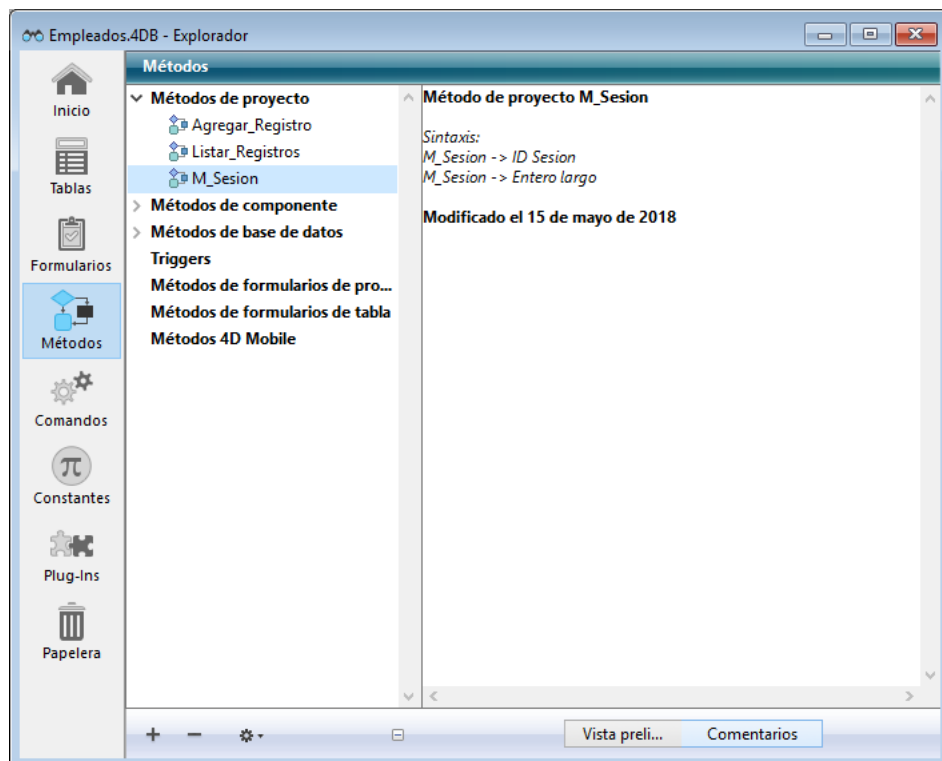 Empleados.4DB - Explorador
Métodos
Inicio
Tablas
Formularios
Métodos
Comandos
Constantes
π
Plug-Ins
Papelera
Métodos de proyecto
Agregar_Registro
Listar_Registros
M_Sesion
Métodos de componente
Métodos de base de datos
Triggers
Métodos de formularios de pro...
Métodos de formularios de tabla
Métodos 4D Mobile
Método de proyecto M_Sesion
Sintaxis:
M_Sesion -> ID Sesion
M_Sesion -> Entero largo
Modificado el 15 de mayo de 2018
Vista preli...
Comentarios